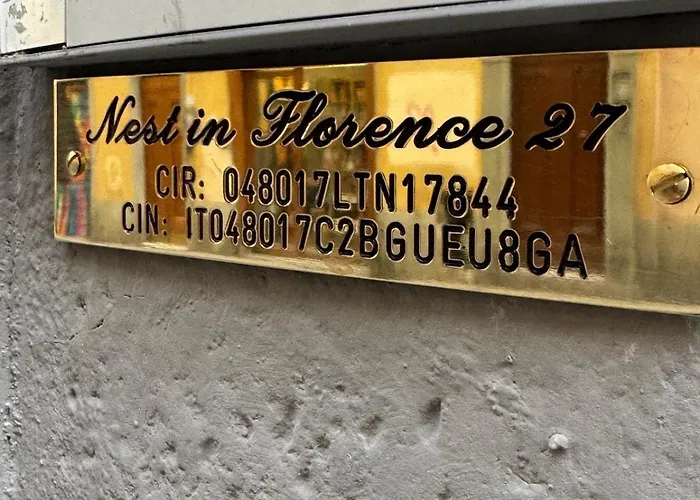 Nest in Florence 27
CIR: 048017LTN17844
CIN: IT048017C2BGUEU8GA